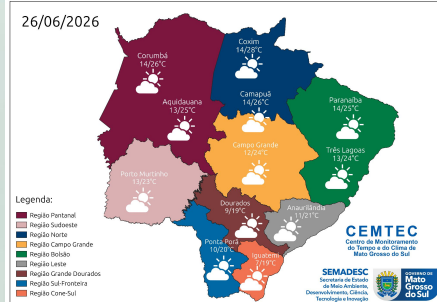 26/06/2026
Coxim
14/28°C
Corumbá
14/26°C
Camapuã
14/26°C
Paranaíba
14/25°C
Aquidauana
13/25°C
Campo Grande
12/24°C
Três Lagoas
13/24°C
Porto Murtinho
13/23°C
Dourados
9/19°C
Anaurilândia
11/21°C
Ponta Porã
10/20°C
Iguatemi
7/19°C
Legenda:
Região Pantanal
Região Sudoeste
Região Norte
Região Campo Grande
Região Bolsão
Região Leste
Região Grande Dourados
Região Sul-Fronteira
Região Cone-Sul
CEMTEC
Centro de Monitoramento
do Tempo e do Clima de
Mato Grosso do Sul
SEMADESC
Secretaria de Estado
de Meio Ambiente,
Desenvolvimento, Ciência,
Tecnologia e Inovação
GOVERNO DE
Mato
Grosso
do Sul